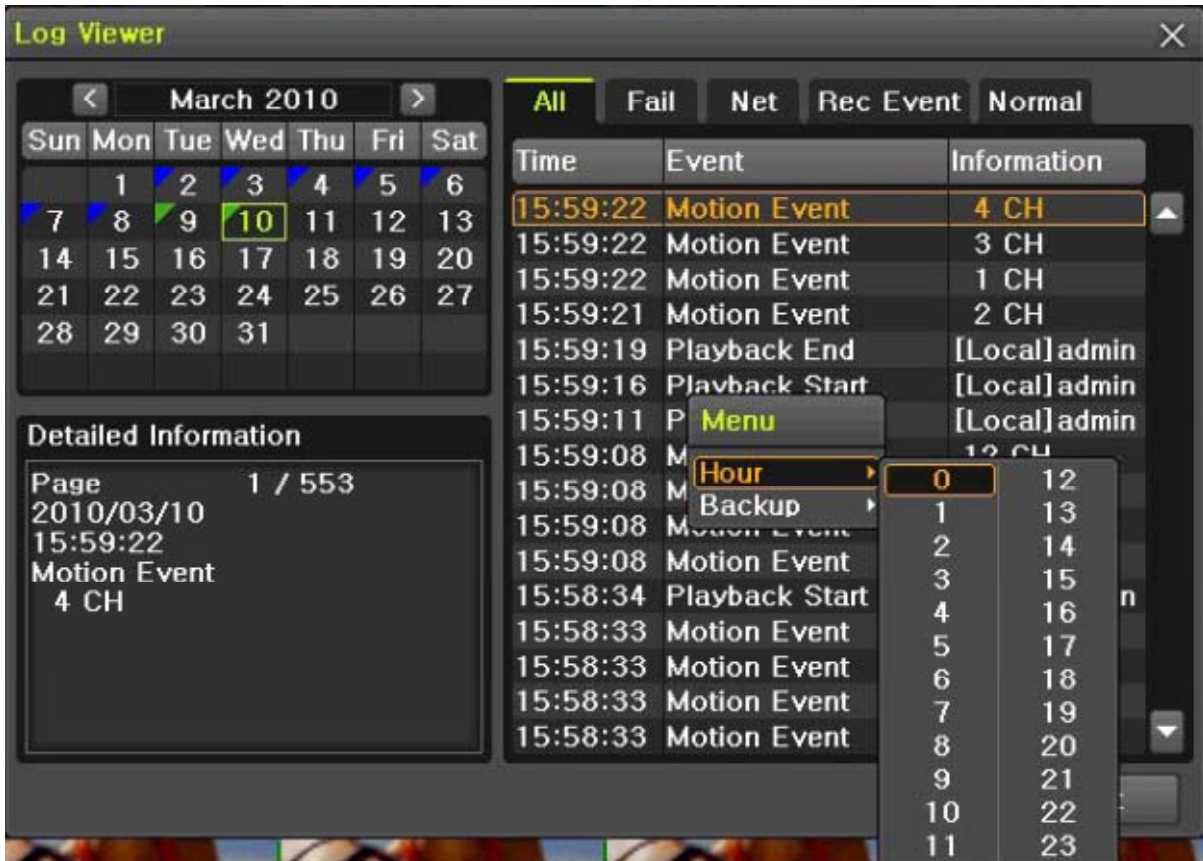 Log Viewer
March 2010
Sun Mon Tue Wed Thu Fri Sat
1 2 3 4 5 6
7 8 9 10 11 12 13
14 15 16 17 18 19 20
21 22 23 24 25 26 27
28 29 30 31
Detailed Information
Page 1 / 553
2010/03/10
15:59:22
Motion Event
4 CH
All Fail Net Rec Event Normal
Time Event Information
15:59:22 Motion Event 4 CH
15:59:22 Motion Event 3 CH
15:59:22 Motion Event 1 CH
15:59:21 Motion Event 2 CH
15:59:19 Playback End [Local]admin
15:59:16 Playback Start [Local]admin
15:59:11 P [Local]admin
15:59:08 M 12 CH
15:59:08 M
15:59:08 Motion Event
15:59:08 Motion Event
15:58:34 Playback Start n
15:58:33 Motion Event
15:58:33 Motion Event
15:58:33 Motion Event
15:58:33 Motion Event
Menu
Hour
Backup
0 12
1 13
2 14
3 15
4 16
5 17
6 18
7 19
8 20
9 21
10 22
11 23